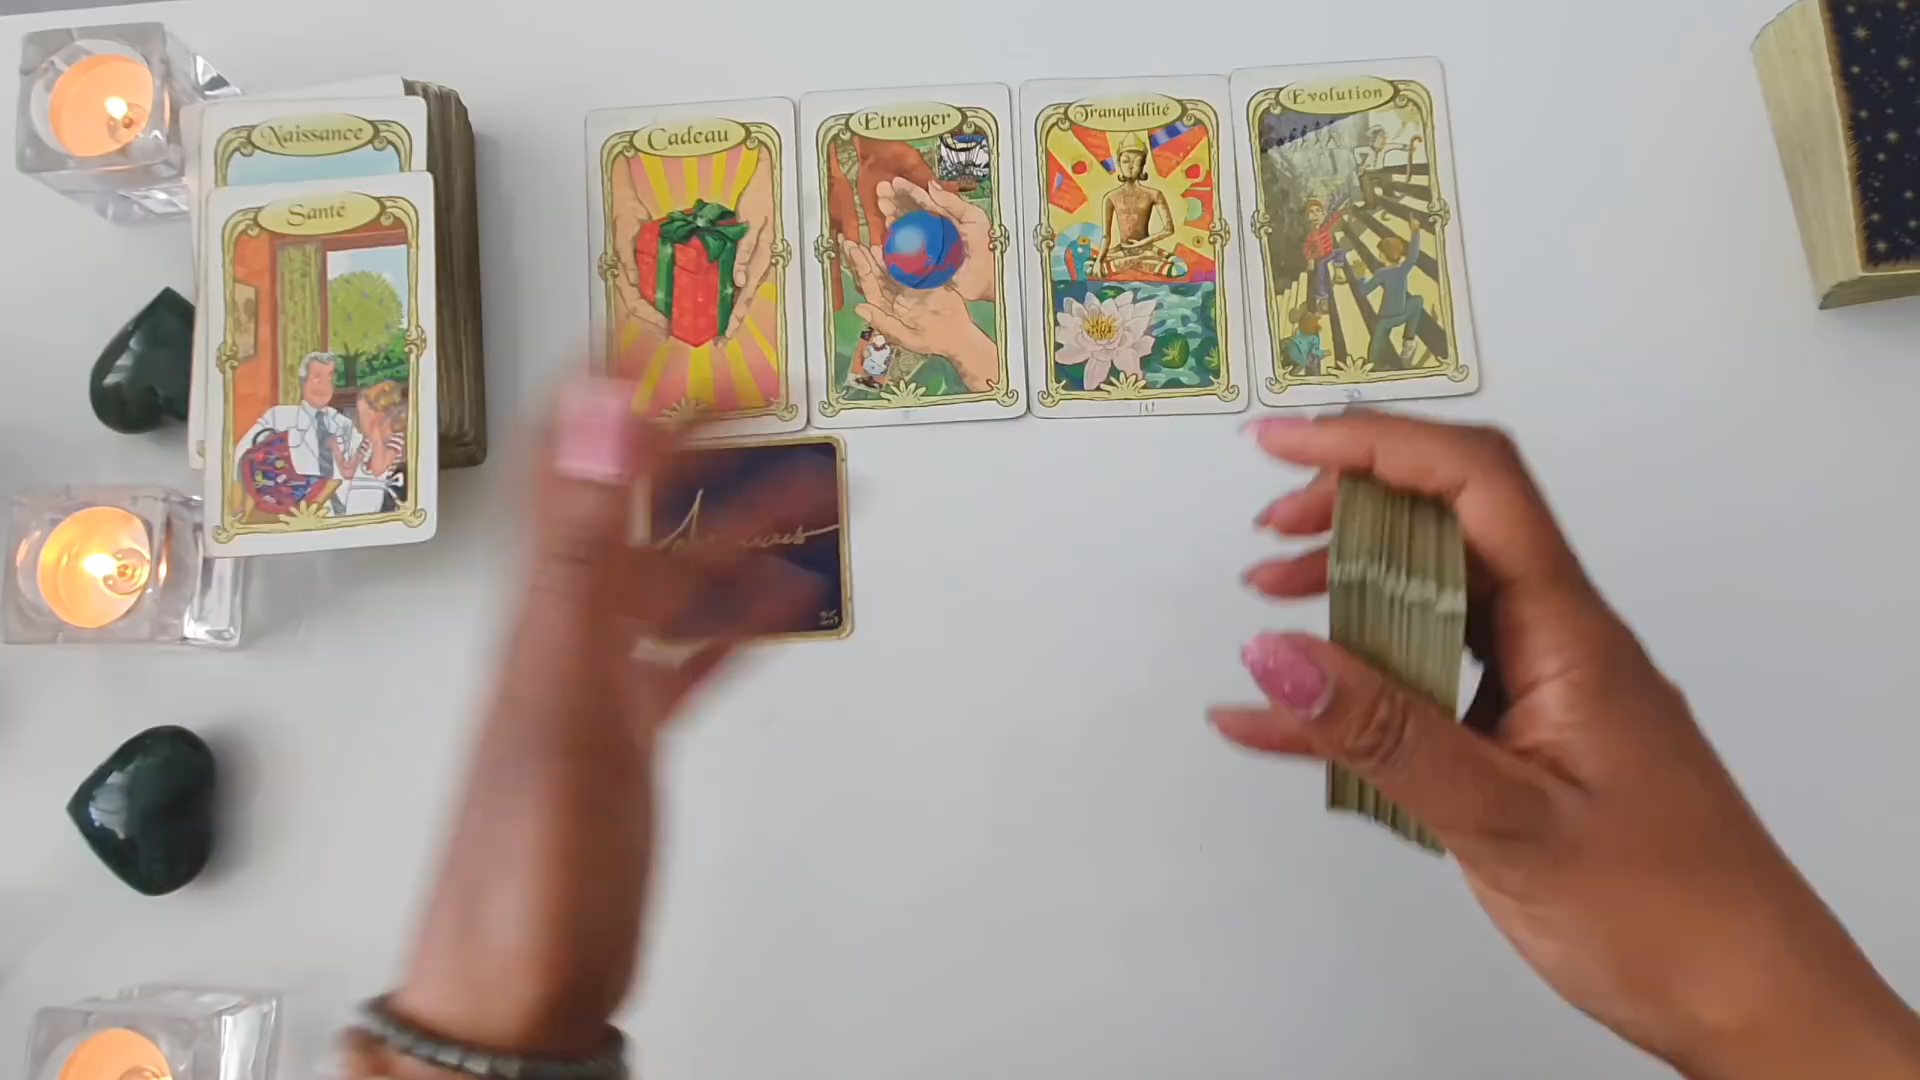 Naissance
Santé
Cadeau
Etranger
Tranquillité
Evolution